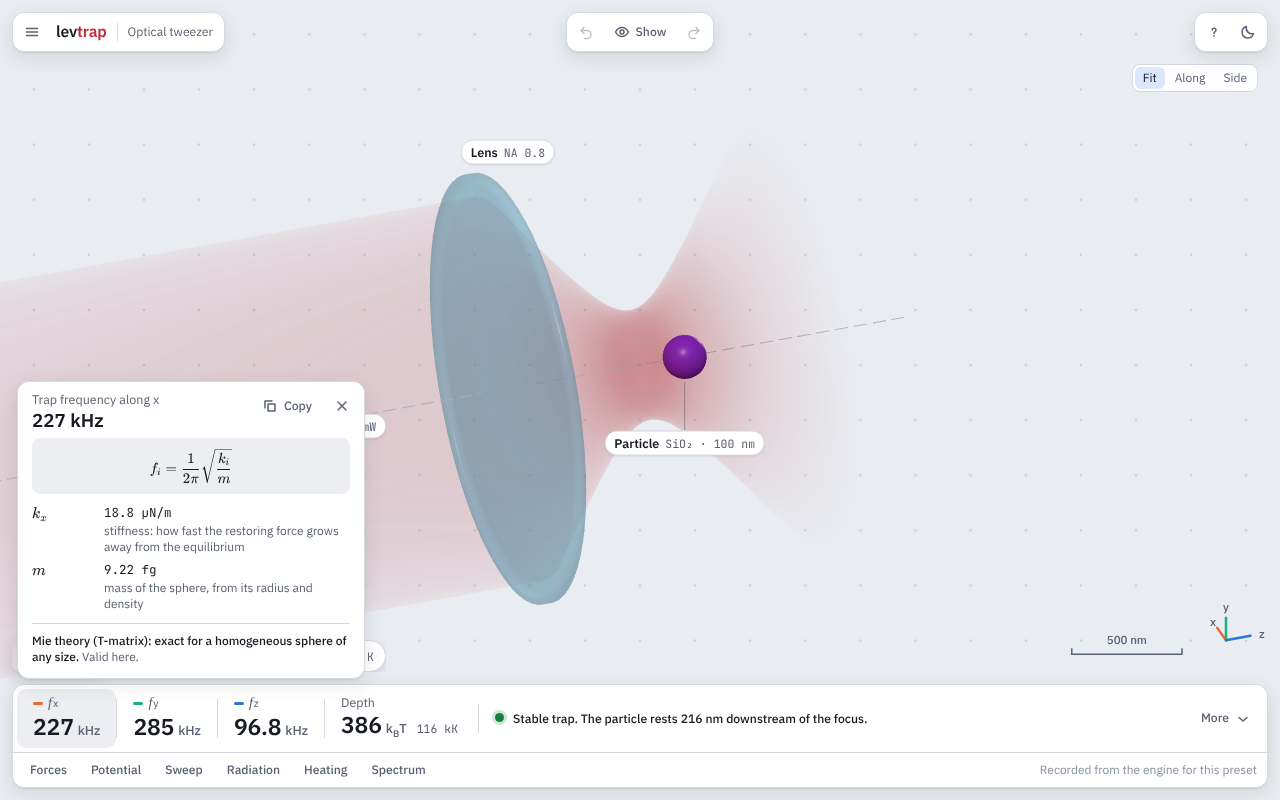 levtrap Optical tweezer
Show
?
Fit Along Side
Lens NA 0.8
mW
Particle SiO₂ · 100 nm
Trap frequency along x
227 kHz
Copy
f_i = 1/2π √(k_i/m)
k_x 18.8 µN/m
stiffness: how fast the restoring force grows
away from the equilibrium
m 9.22 fg
mass of the sphere, from its radius and
density
Mie theory (T-matrix): exact for a homogeneous sphere of
any size. Valid here.
K
500 nm
y
x
z
fx
227 kHz
fy
285 kHz
fz
96.8 kHz
Depth
386 k_BT 116 kK
Stable trap. The particle rests 216 nm downstream of the focus.
More
Forces Potential Sweep Radiation Heating Spectrum
Recorded from the engine for this preset